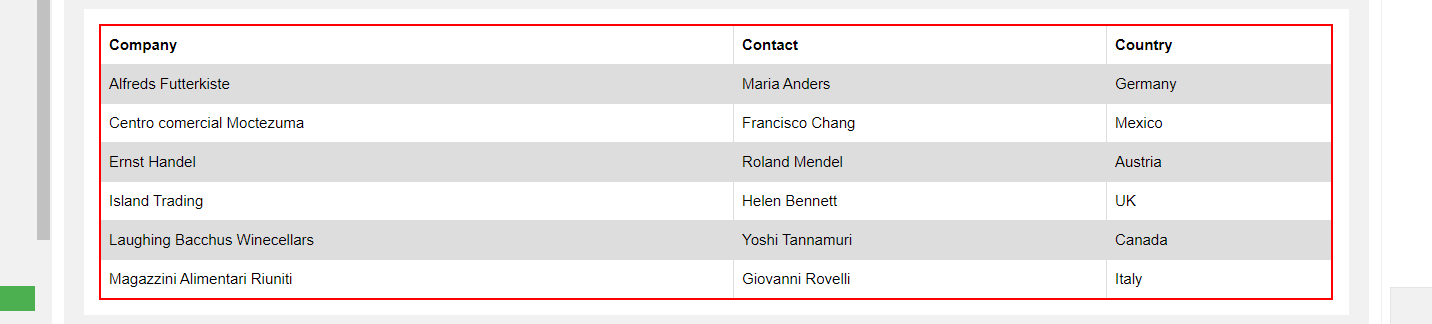 Company Contact Country
Alfreds Futterkiste Maria Anders Germany
Centro comercial Moctezuma Francisco Chang Mexico
Ernst Handel Roland Mendel Austria
Island Trading Helen Bennett UK
Laughing Bacchus Winecellars Yoshi Tannamuri Canada
Magazzini Alimentari Riuniti Giovanni Rovelli Italy